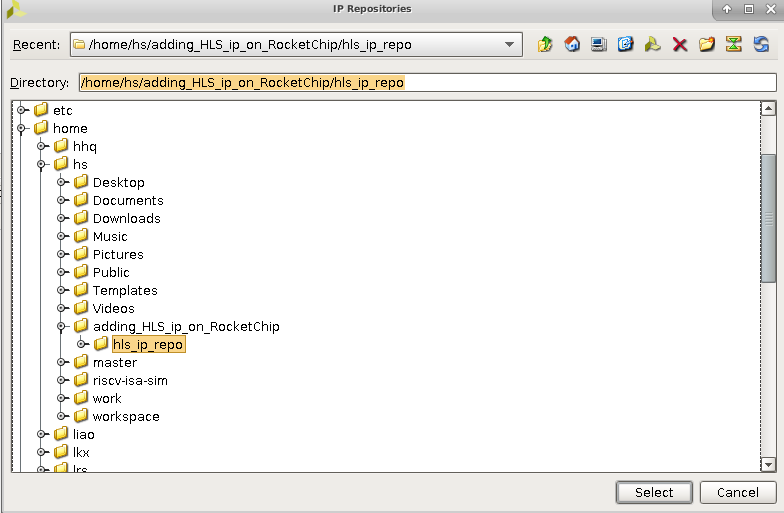 IP Repositories
Recent: /home/hs/adding_HLS_ip_on_RocketChip/hls_ip_repo
Directory: /home/hs/adding_HLS_ip_on_RocketChip/hls_ip_repo
etc
home
hhq
hs
Desktop
Documents
Downloads
Music
Pictures
Public
Templates
Videos
adding_HLS_ip_on_RocketChip
hls_ip_repo
master
riscv-isa-sim
work
workspace
liao
lkx
lrs
Select Cancel